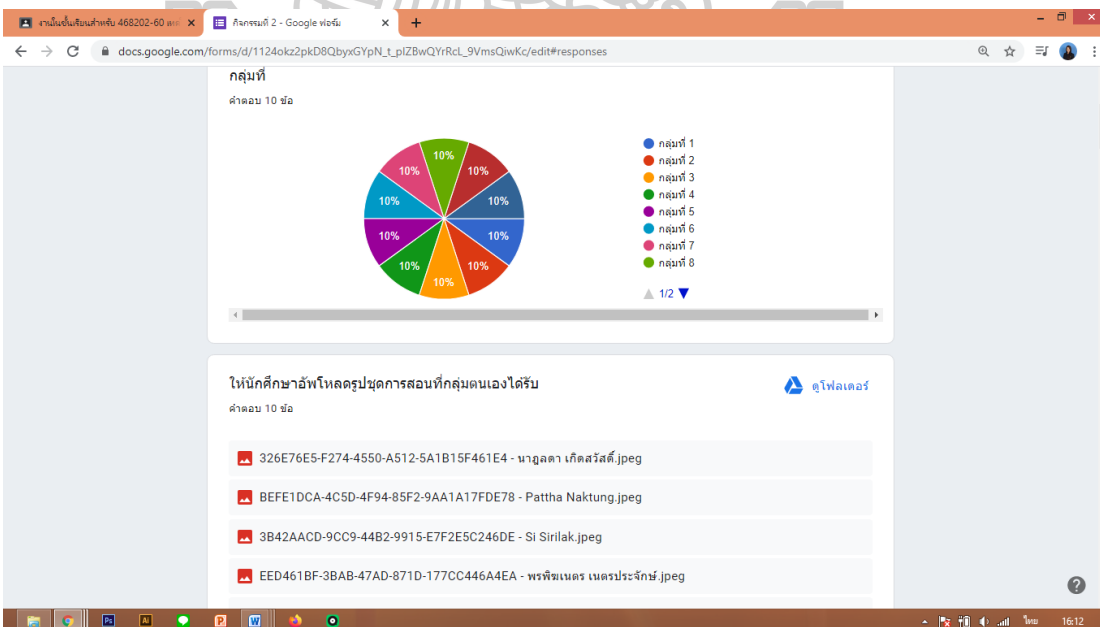 งานในชั้นเรียนสำหรับ 468202-60
กิจกรรมที่ 2 - Google ฟอร์ม
docs.google.com/forms/d/1124okz2pkD8QbyxGYpN_t_pIZBwQYrRcL_9VmsQiwKc/edit#responses
กลุ่มที่
คำตอบ 10 ข้อ
10%
10%
10%
10%
10%
10%
10%
10%
10%
10%
กลุ่มที่ 1
กลุ่มที่ 2
กลุ่มที่ 3
กลุ่มที่ 4
กลุ่มที่ 5
กลุ่มที่ 6
กลุ่มที่ 7
กลุ่มที่ 8
1/2
ให้นักศึกษาอัพโหลดรูปชุดการสอนที่กลุ่มตนเองได้รับ
ดูโฟลเดอร์
คำตอบ 10 ข้อ
326E76E5-F274-4550-A512-5A1B15F461E4 - นาฏลดา เกิดสวัสดิ์.jpeg
BEFE1DCA-4C5D-4F94-85F2-9AA1A17FDE78 - Pattha Naktung.jpeg
3B42AACD-9CC9-44B2-9915-E7F2E5C246DE - Si Sirilak.jpeg
EED461BF-3BAB-47AD-871D-177CC446A4EA - พรพิฆเนตร เนตรประจักษ์.jpeg
Ps
Ai
P
W
ไทย
16:12